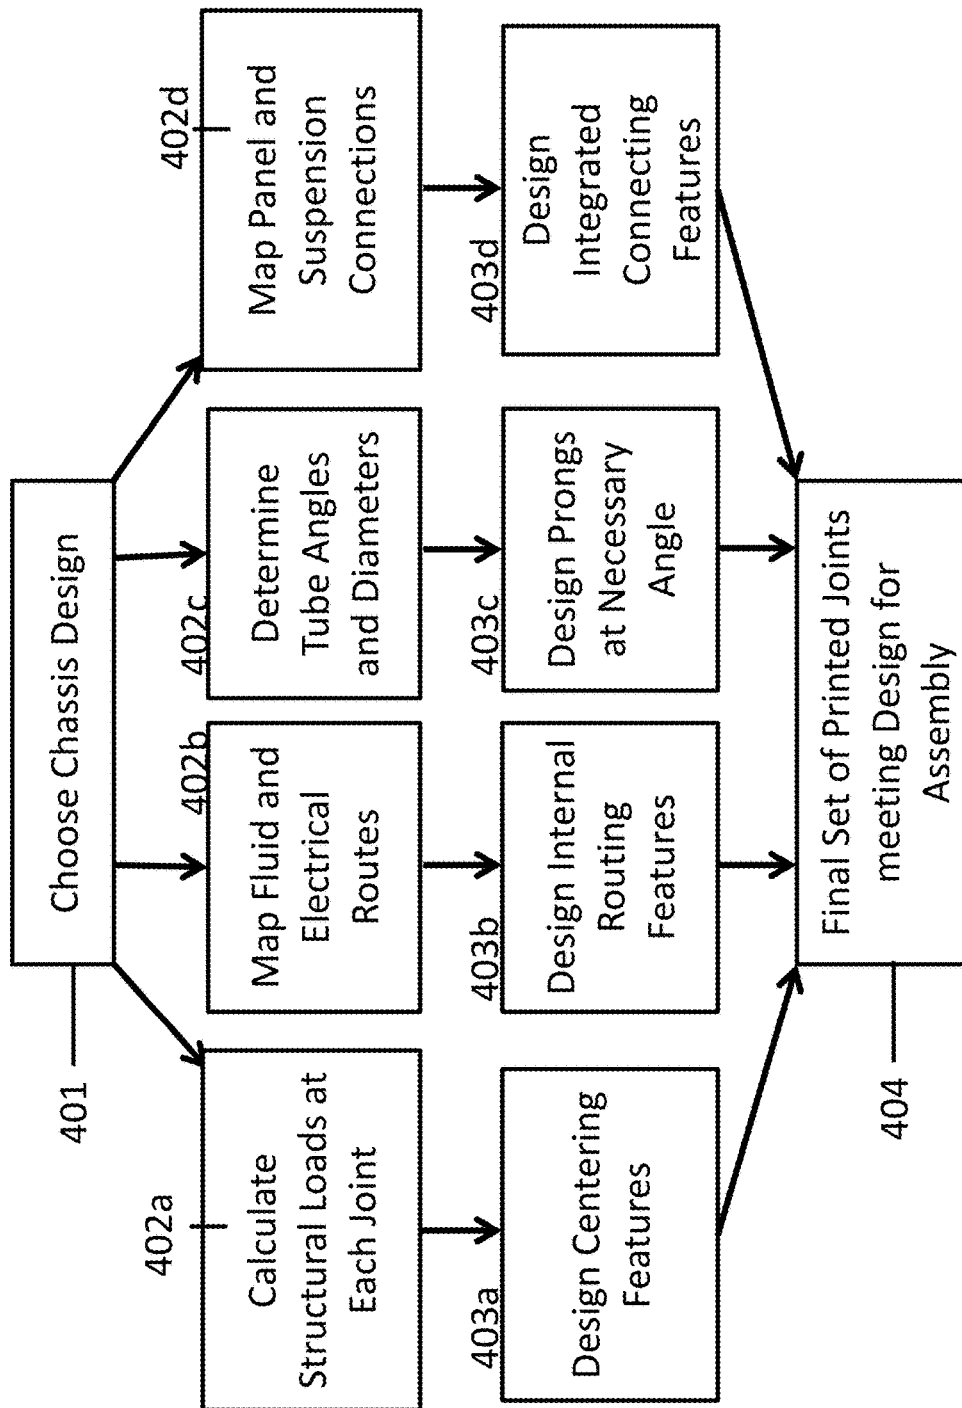 401
Choose Chassis Design
402a
Calculate
Structural Loads at
Each Joint
402b
Map Fluid and
Electrical
Routes
402c
Determine
Tube Angles
and Diameters
402d
Map Panel and
Suspension
Connections
403a
Design Centering
Features
403b
Design Internal
Routing
Features
403c
Design Prongs
at Necessary
Angle
403d
Design
Integrated
Connecting
Features
404
Final Set of Printed Joints
meeting Design for
Assembly